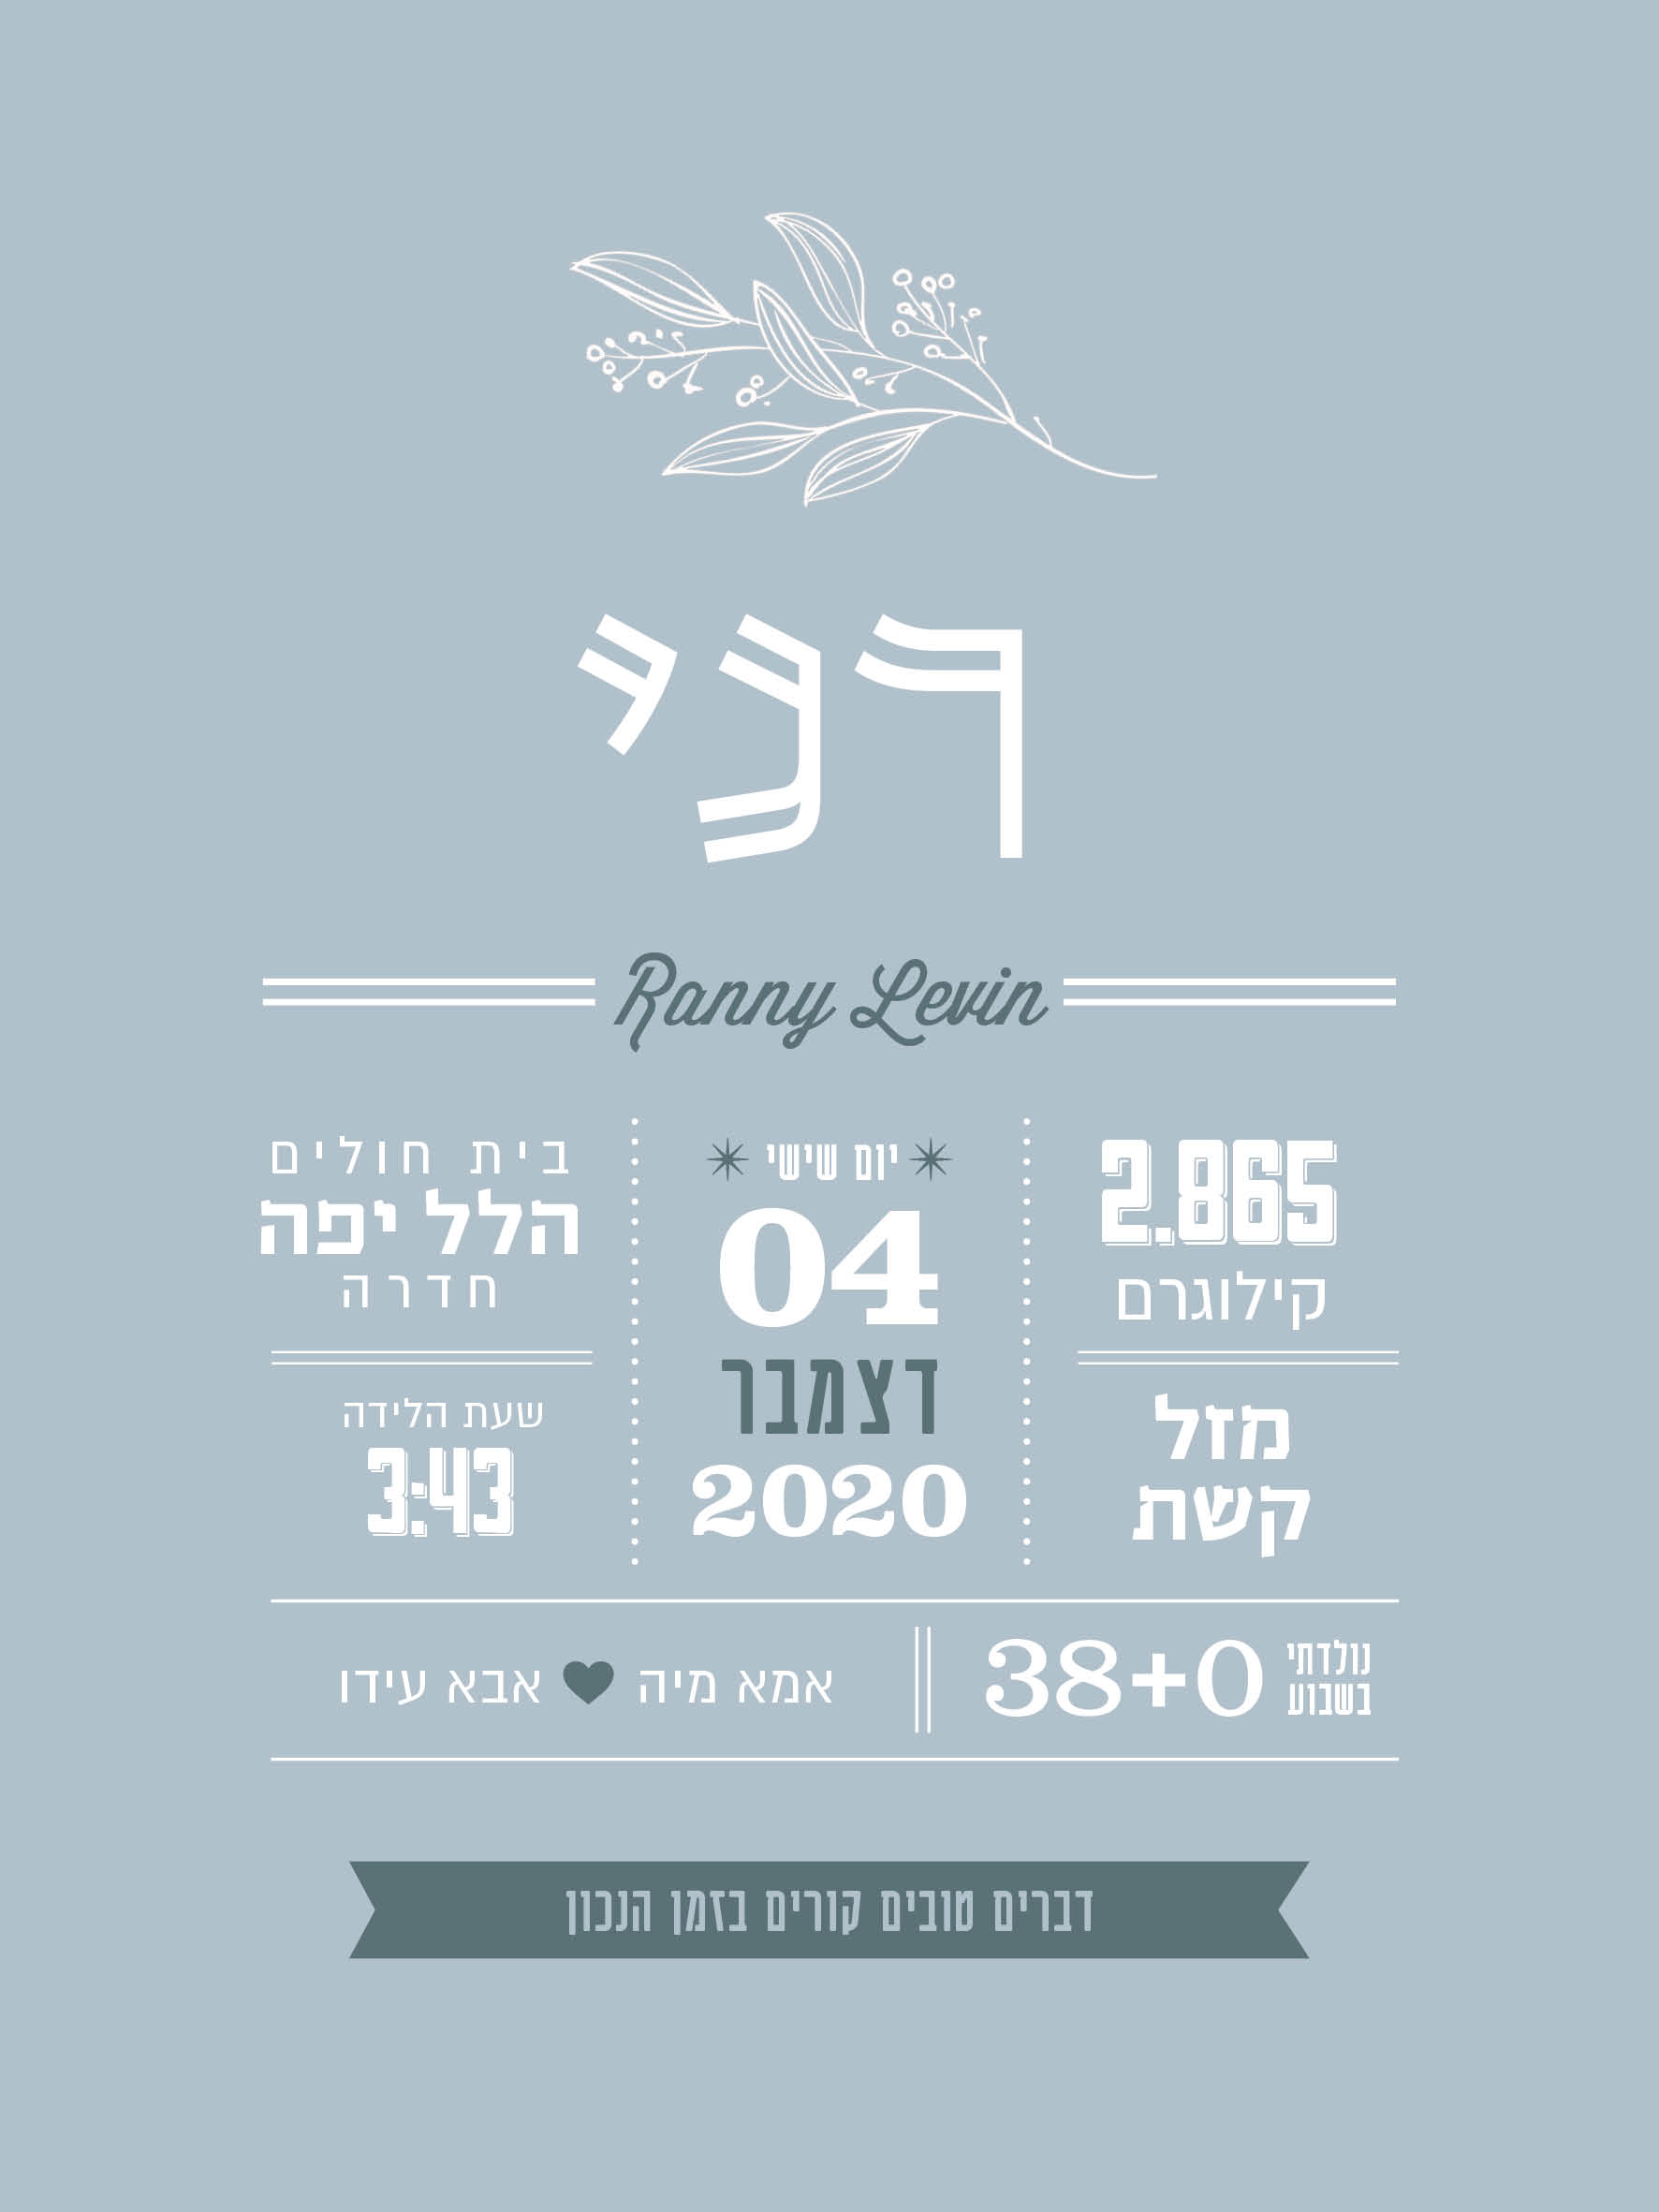 רני
Ranny Levin
2.865
קילוגרם
מזל
קשת
יום שישי
04
דצמבר
2020
בית חולים
הלל יפה
חדרה
שעת הלידה
3:43
נולדתי
בשבוע
38+0
אמא מיה אבא עידו
דברים טובים קורים בזמן הנכון